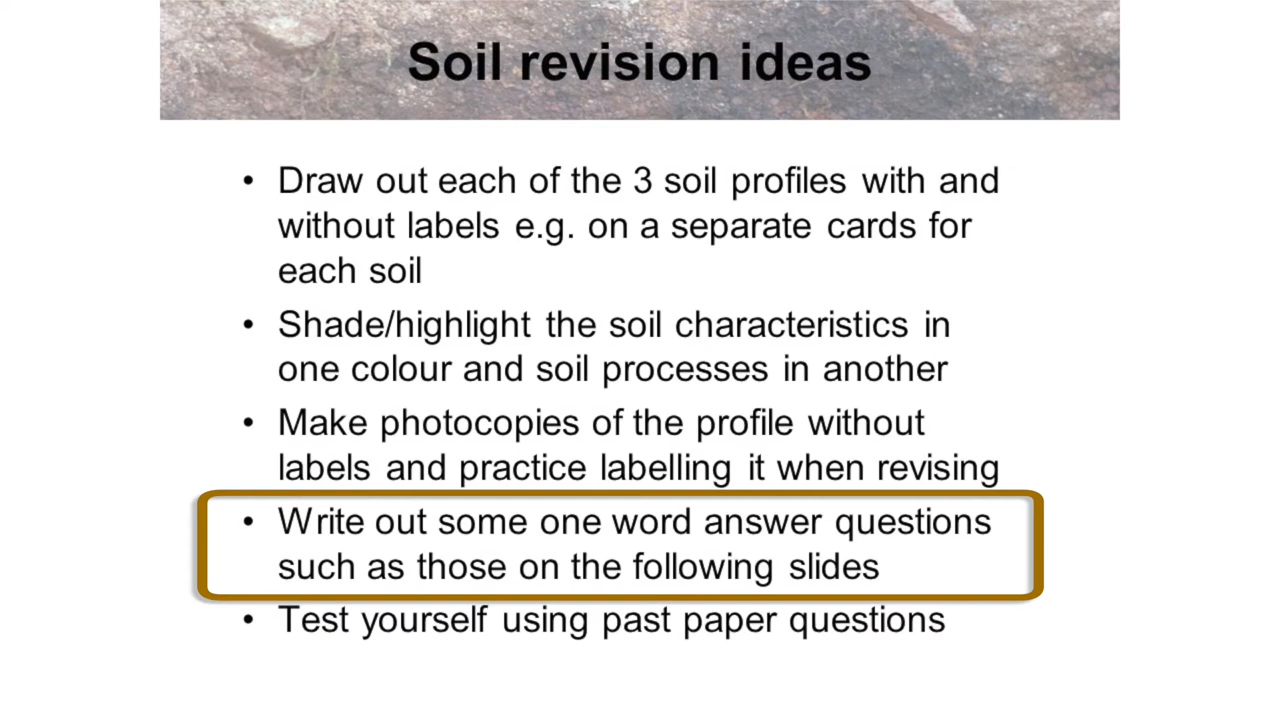 Soil revision ideas
• Draw out each of the 3 soil profiles with and
without labels e.g. on a separate cards for
each soil
• Shade/highlight the soil characteristics in
one colour and soil processes in another
• Make photocopies of the profile without
labels and practice labelling it when revising
• Write out some one word answer questions
such as those on the following slides
• Test yourself using past paper questions